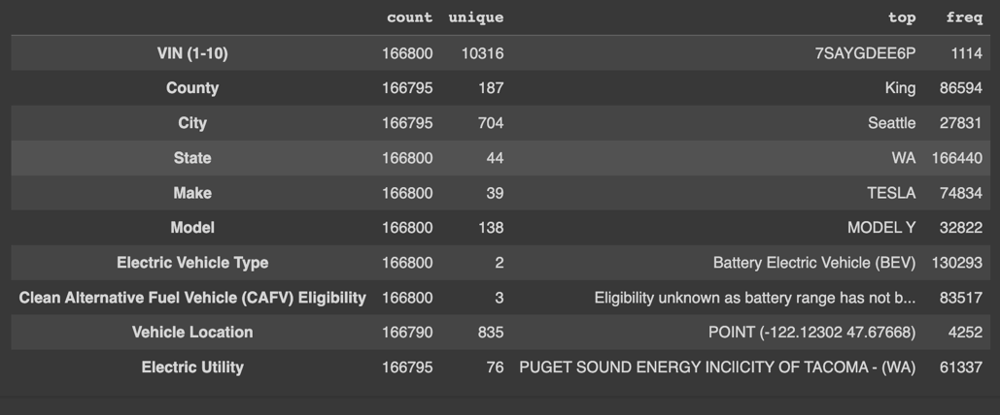 count unique top freq
VIN (1-10) 166800 10316 7SAYGDEE6P 1114
County 166795 187 King 86594
City 166795 704 Seattle 27831
State 166800 44 WA 166440
Make 166800 39 TESLA 74834
Model 166800 138 MODEL Y 32822
Electric Vehicle Type 166800 2 Battery Electric Vehicle (BEV) 130293
Clean Alternative Fuel Vehicle (CAFV) Eligibility 166800 3 Eligibility unknown as battery range has not b... 83517
Vehicle Location 166790 835 POINT (-122.12302 47.67668) 4252
Electric Utility 166795 76 PUGET SOUND ENERGY INC||CITY OF TACOMA - (WA) 61337